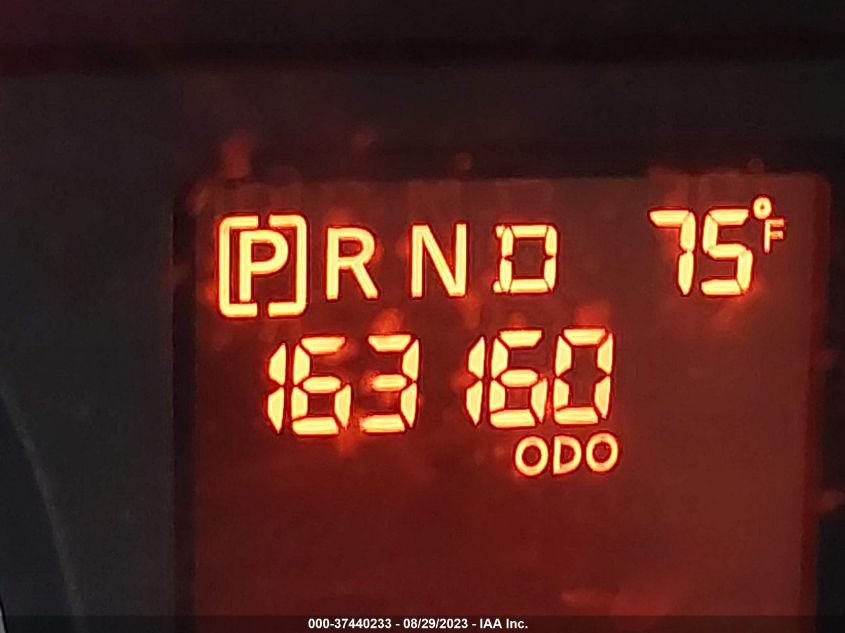 [P] R N D 75°F
163160
ODO
000-37440233 - 08/29/2023 - IAA Inc.